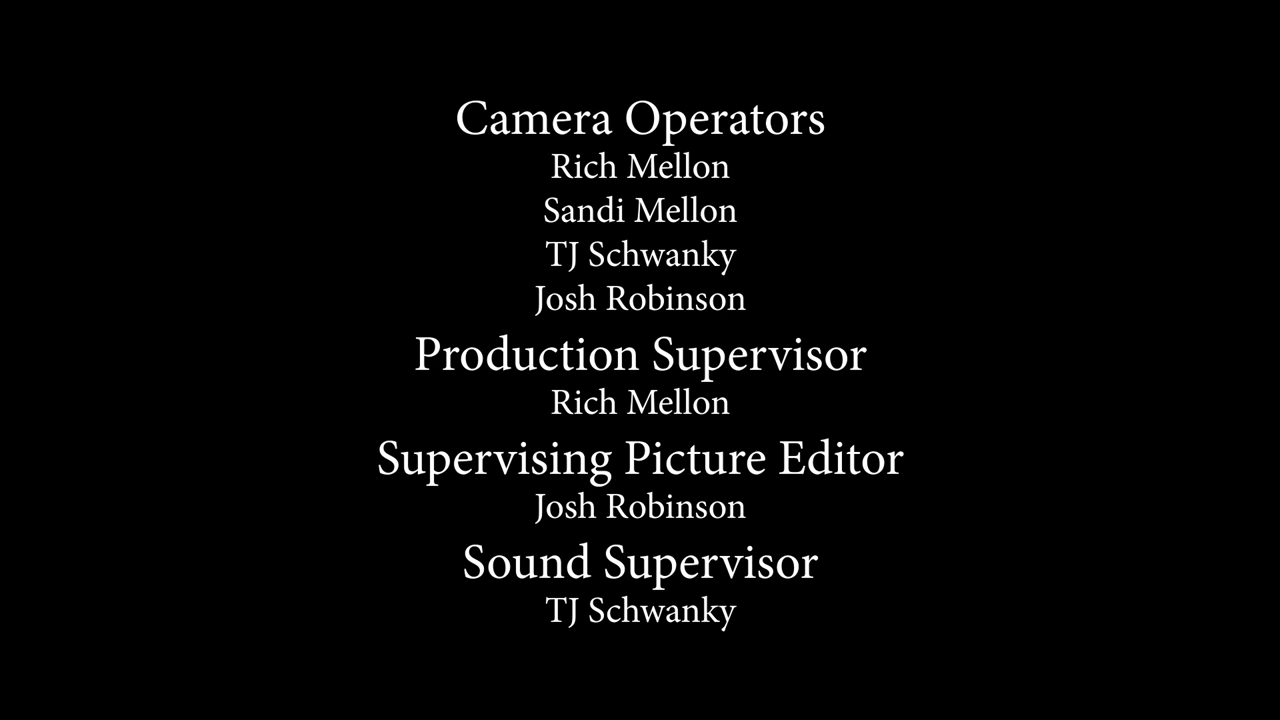 Camera Operators
Rich Mellon
Sandi Mellon
TJ Schwanky
Josh Robinson
Production Supervisor
Rich Mellon
Supervising Picture Editor
Josh Robinson
Sound Supervisor
TJ Schwanky